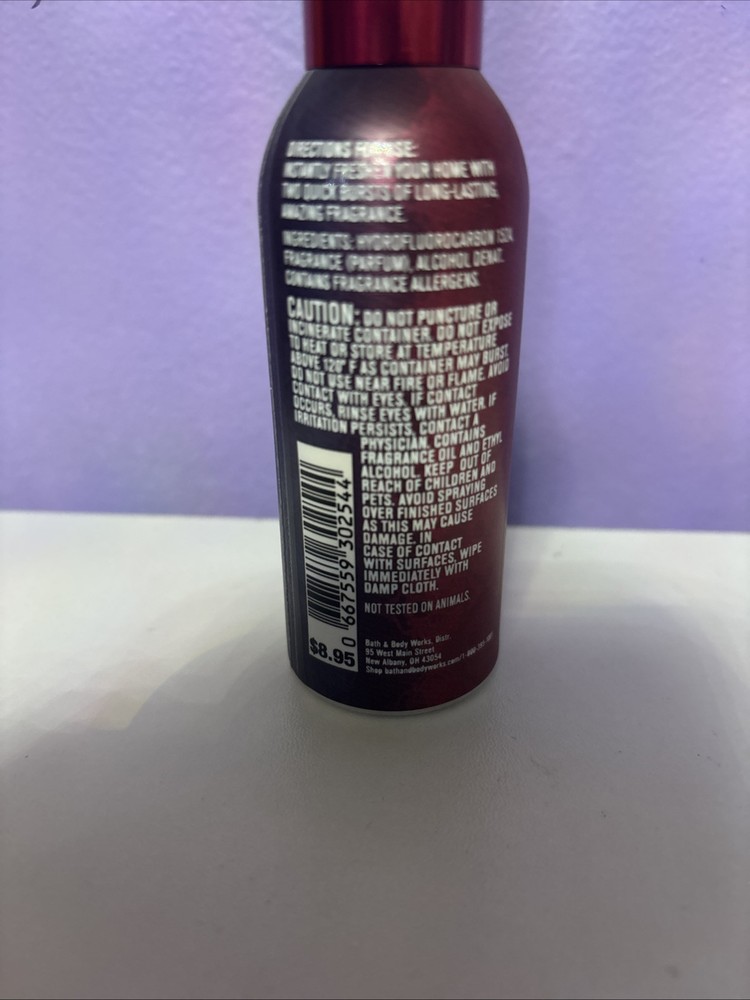 DIRECTIONS FOR USE:
INSTANTLY FRESHEN YOUR HOME WITH
TWO QUICK BURSTS OF LONG-LASTING,
AMAZING FRAGRANCE.
INGREDIENTS: HYDROFLUOROCARBON 152A,
FRAGRANCE (PARFUM), ALCOHOL DENAT.
CONTAINS FRAGRANCE ALLERGENS.
CAUTION: DO NOT PUNCTURE OR
INCINERATE CONTAINER. DO NOT EXPOSE
TO HEAT OR STORE AT TEMPERATURE
ABOVE 120° F AS CONTAINER MAY BURST.
DO NOT USE NEAR FIRE OR FLAME. AVOID
CONTACT WITH EYES. IF CONTACT
OCCURS, RINSE EYES WITH WATER. IF
IRRITATION PERSISTS, CONTACT A
PHYSICIAN. CONTAINS
FRAGRANCE OIL AND ETHYL
ALCOHOL. KEEP OUT OF
REACH OF CHILDREN AND
PETS. AVOID SPRAYING
OVER FINISHED SURFACES
AS THIS MAY CAUSE
DAMAGE. IN
CASE OF CONTACT
WITH SURFACES, WIPE
IMMEDIATELY WITH
DAMP CLOTH.
NOT TESTED ON ANIMALS.
0 667559 302544
$8.95
Bath & Body Works, Distr.
95 West Main Street
New Albany, OH 43054
Shop bathandbodyworks.com/1-800-